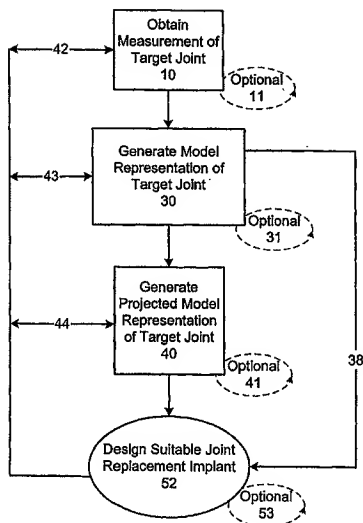 Obtain
Measurement of
Target Joint
10
42
Optional
11
Generate Model
Representation of
Target Joint
30
43
Optional
31
Generate
Projected Model
Representation
of Target Joint
40
44
38
Optional
41
Design Suitable Joint
Replacement Implant
52
Optional
53